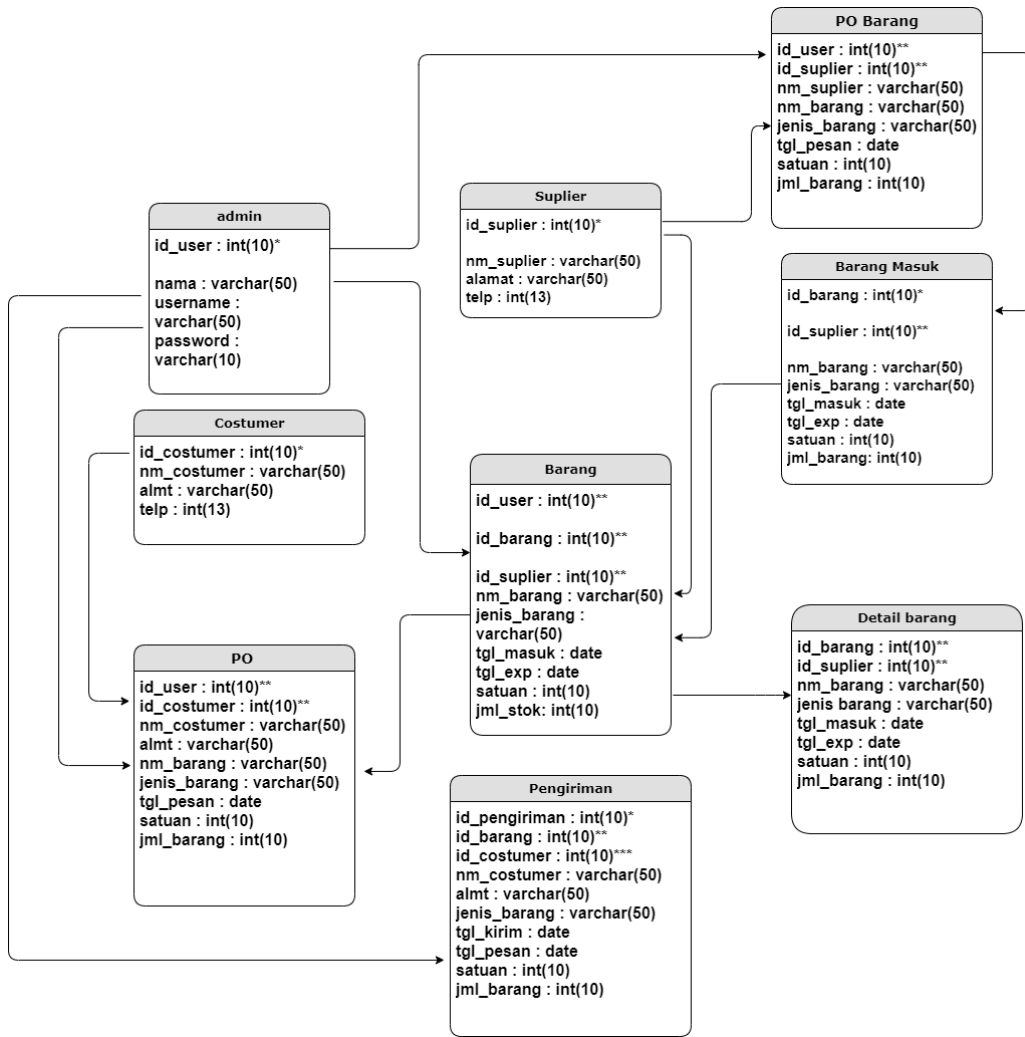 PO Barang
id_user : int(10)**
id_suplier : int(10)**
nm_suplier : varchar(50)
nm_barang : varchar(50)
jenis_barang : varchar(50)
tgl_pesan : date
satuan : int(10)
jml_barang : int(10)
Suplier
id_suplier : int(10)*
nm_suplier : varchar(50)
alamat : varchar(50)
telp : int(13)
admin
id_user : int(10)*
nama : varchar(50)
username :
varchar(50)
password :
varchar(10)
Barang Masuk
id_barang : int(10)*
id_suplier : int(10)**
nm_barang : varchar(50)
jenis_barang : varchar(50)
tgl_masuk : date
tgl_exp : date
satuan : int(10)
jml_barang: int(10)
Costumer
id_costumer : int(10)*
nm_costumer : varchar(50)
almt : varchar(50)
telp : int(13)
Barang
id_user : int(10)**
id_barang : int(10)**
id_suplier : int(10)**
nm_barang : varchar(50)
jenis_barang :
varchar(50)
tgl_masuk : date
tgl_exp : date
satuan : int(10)
jml_stok: int(10)
Detail barang
id_barang : int(10)**
id_suplier : int(10)**
nm_barang : varchar(50)
jenis barang : varchar(50)
tgl_masuk : date
tgl_exp : date
satuan : int(10)
jml_barang : int(10)
PO
id_user : int(10)**
id_costumer : int(10)**
nm_costumer : varchar(50)
almt : varchar(50)
nm_barang : varchar(50)
jenis_barang : varchar(50)
tgl_pesan : date
satuan : int(10)
jml_barang : int(10)
Pengiriman
id_pengiriman : int(10)*
id_barang : int(10)**
id_costumer : int(10)***
nm_costumer : varchar(50)
almt : varchar(50)
jenis_barang : varchar(50)
tgl_kirim : date
tgl_pesan : date
satuan : int(10)
jml_barang : int(10)